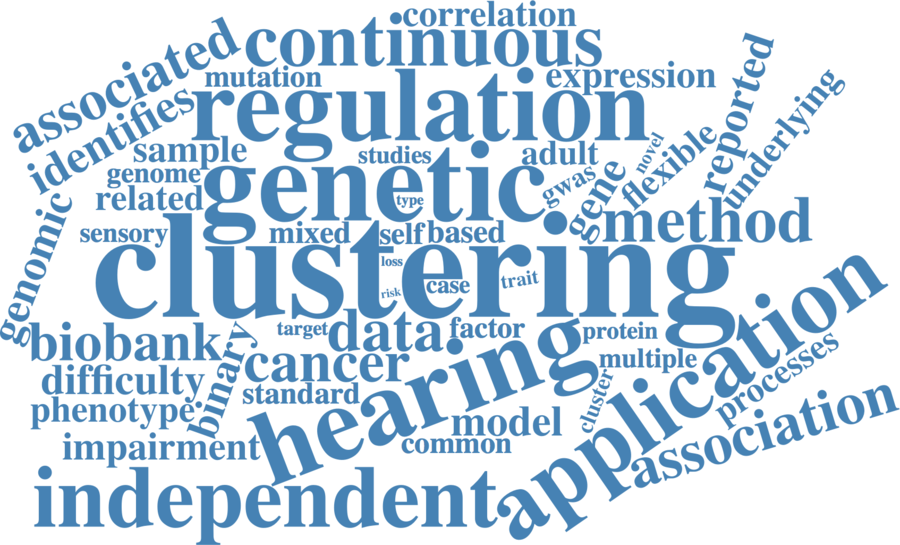 correlation
continuous
associated
mutation
expression
identifies
regulation
reported
underlying
sample
studies
adult
novel
flexible
genome
genetic
gwas
gene
related
type
genomic
sensory
mixed
self
based
method
clustering
loss
risk
case
trait
biobank
binary
target
data
factor
protein
cancer
hearing
multiple
application
difficulty
standard
cluster
processes
phenotype
model
impairment
common
association
independent